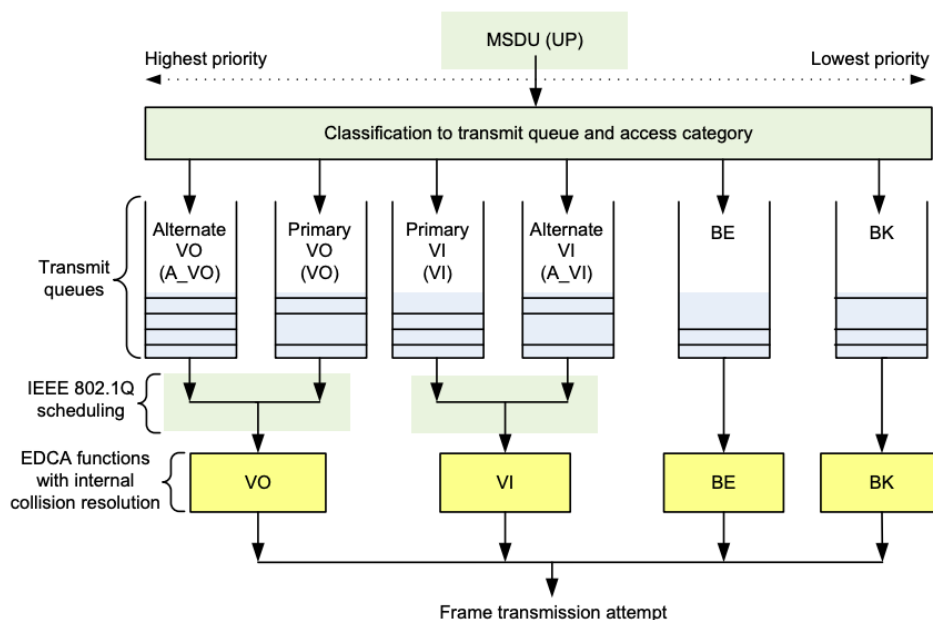 MSDU (UP)
Highest priority
Lowest priority
Classification to transmit queue and access category
Transmit
queues
Alternate
VO
(A_VO)
Primary
VO
(VO)
Primary
VI
(VI)
Alternate
VI
(A_VI)
BE
BK
IEEE 802.1Q
scheduling
EDCA functions
with internal
collision resolution
VO
VI
BE
BK
Frame transmission attempt